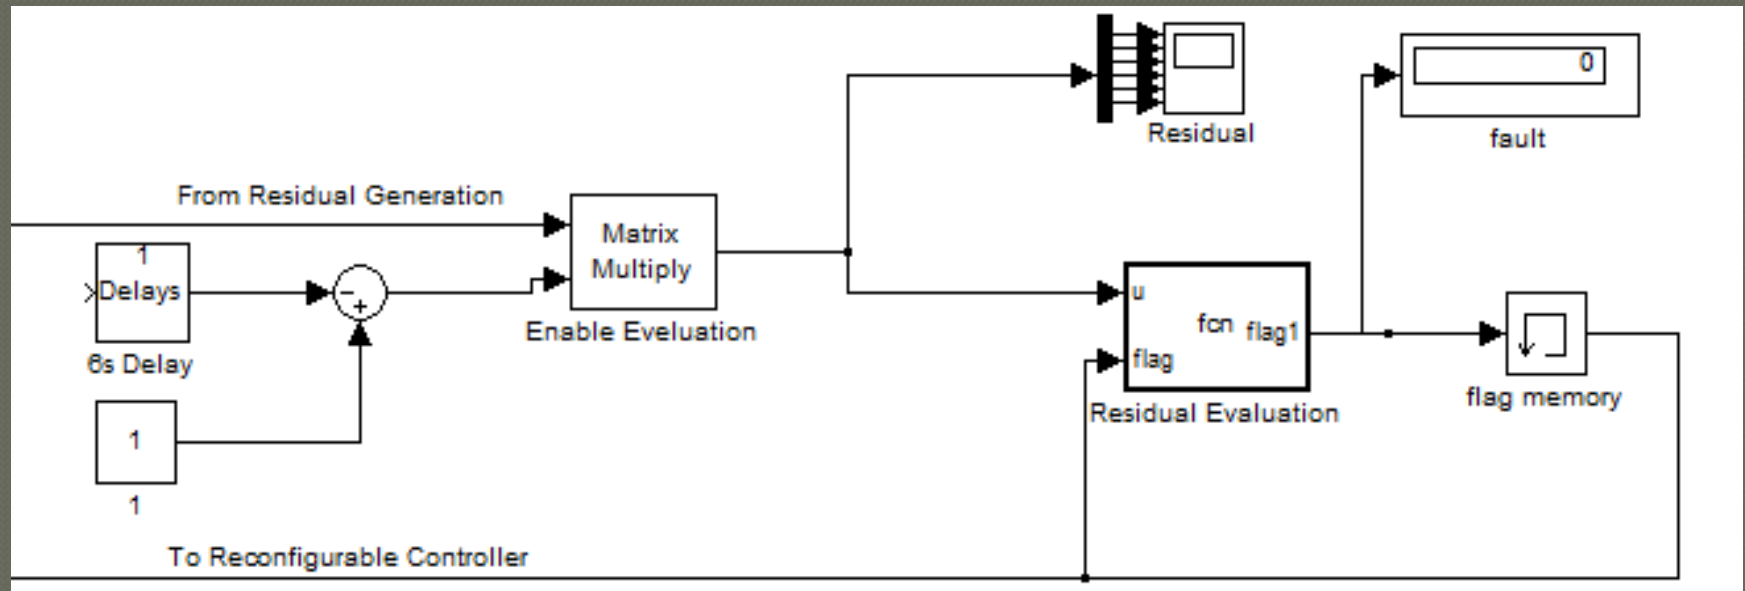 0
Residual
fault
From Residual Generation
Matrix
Multiply
Enable Eveluation
1
Delays
6s Delay
- +
1
1
u
flag
fcn
flag1
Residual Evaluation
flag memory
To Reconfigurable Controller